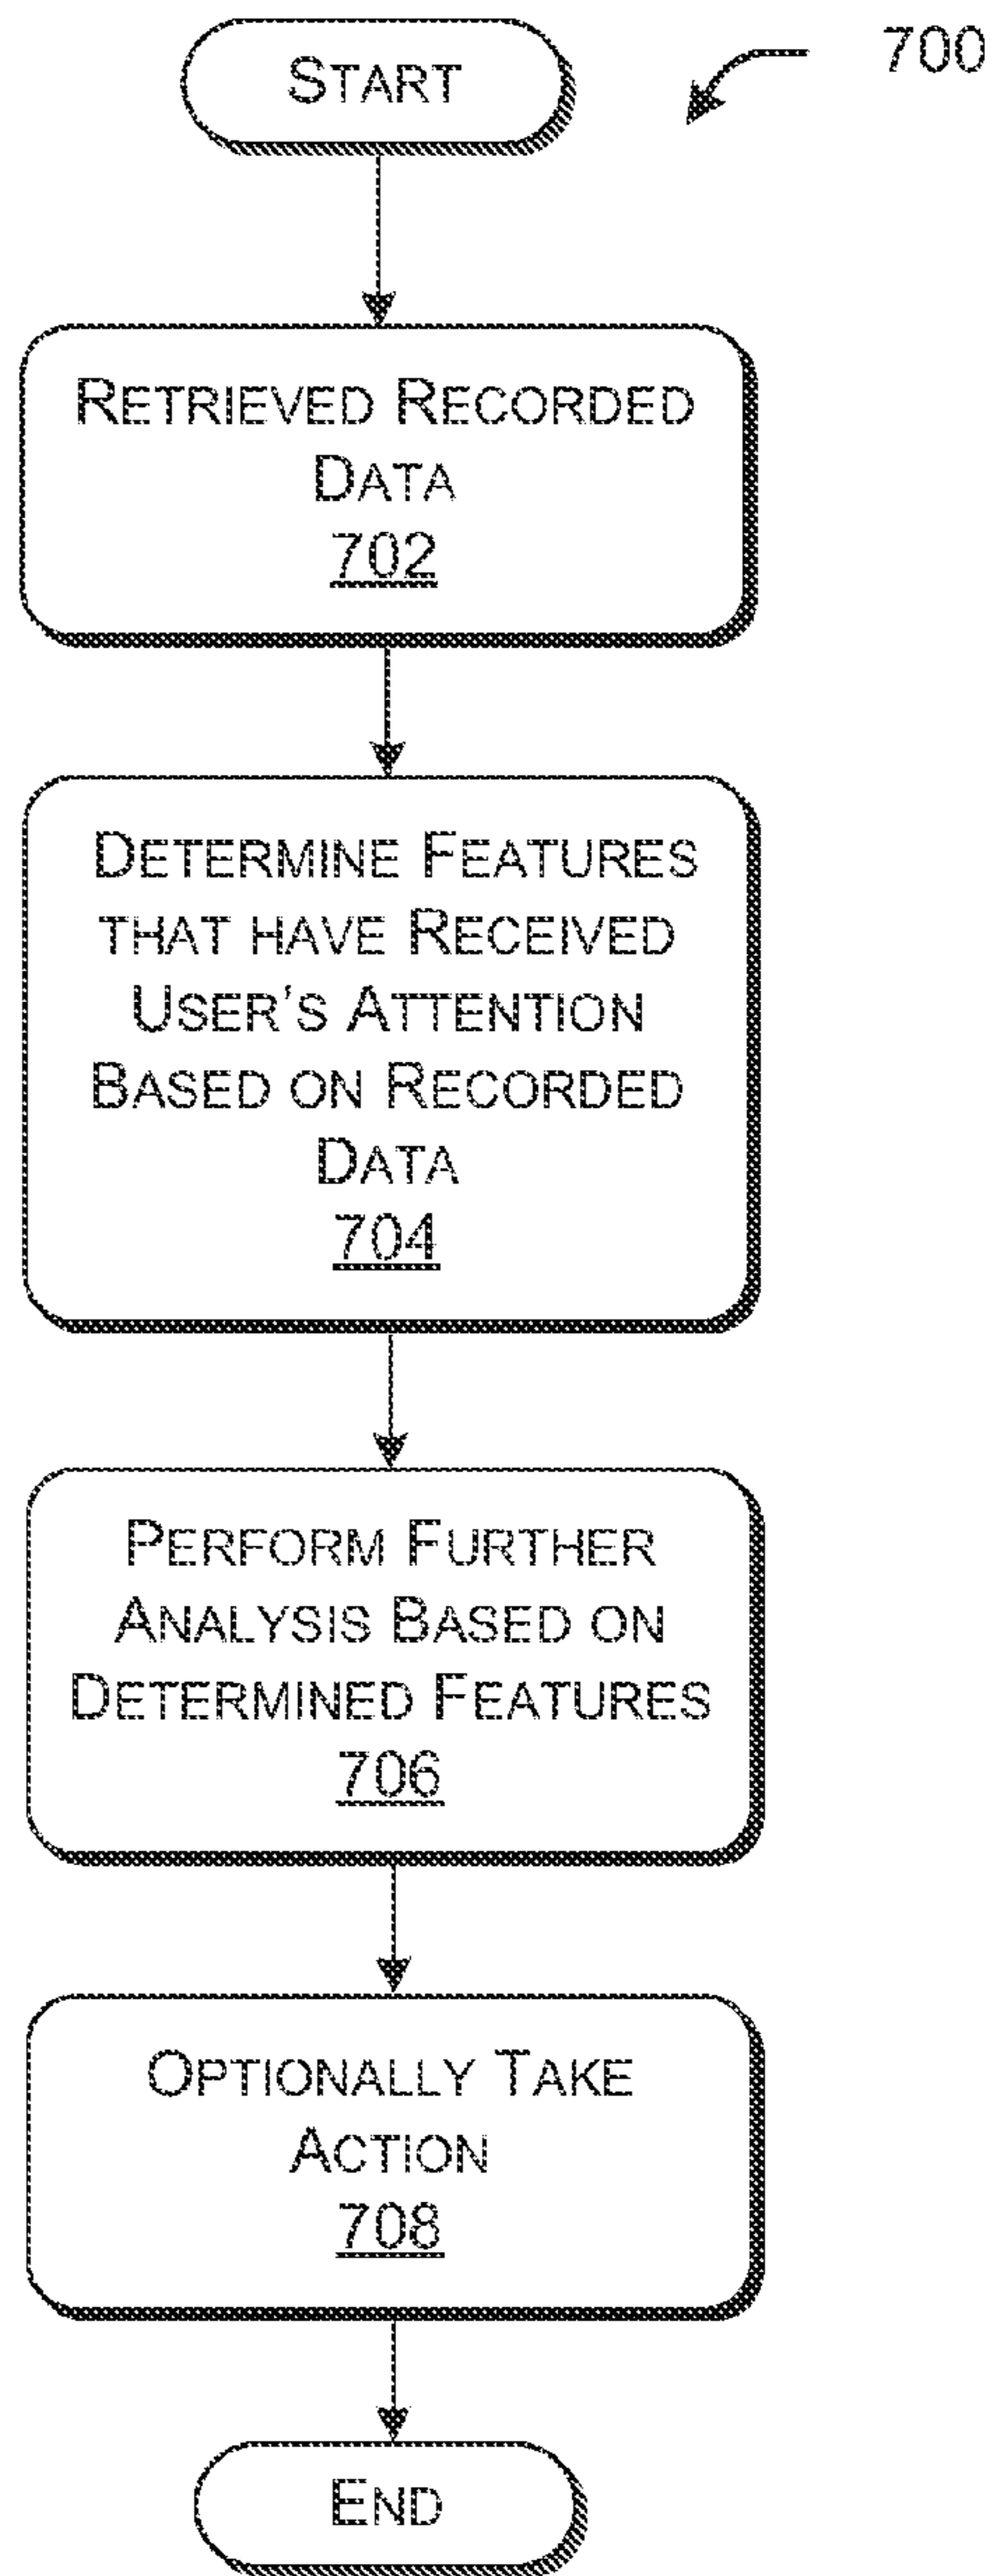 START
700
RETRIEVED RECORDED
DATA
702
DETERMINE FEATURES
THAT HAVE RECEIVED
USER'S ATTENTION
BASED ON RECORDED
DATA
704
PERFORM FURTHER
ANALYSIS BASED ON
DETERMINED FEATURES
706
OPTIONALLY TAKE
ACTION
708
END